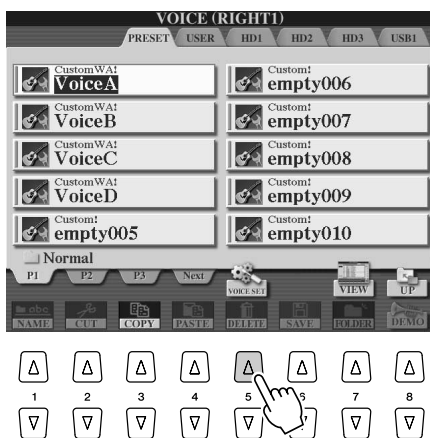 VOICE (RIGHT1)
PRESET USER HD1 HD2 HD3 USB1
CustomWA!
VoiceA
Custom!
empty006
CustomWA!
VoiceB
Custom!
empty007
CustomWA!
VoiceC
Custom!
empty008
CustomWA!
VoiceD
Custom!
empty009
Custom!
empty005
Custom!
empty010
Normal
P1 P2 P3 Next VOICE SET VIEW UP
abc
NAME CUT COPY PASTE DELETE SAVE FOLDER DEMO
1 2 3 4 5 6 7 8